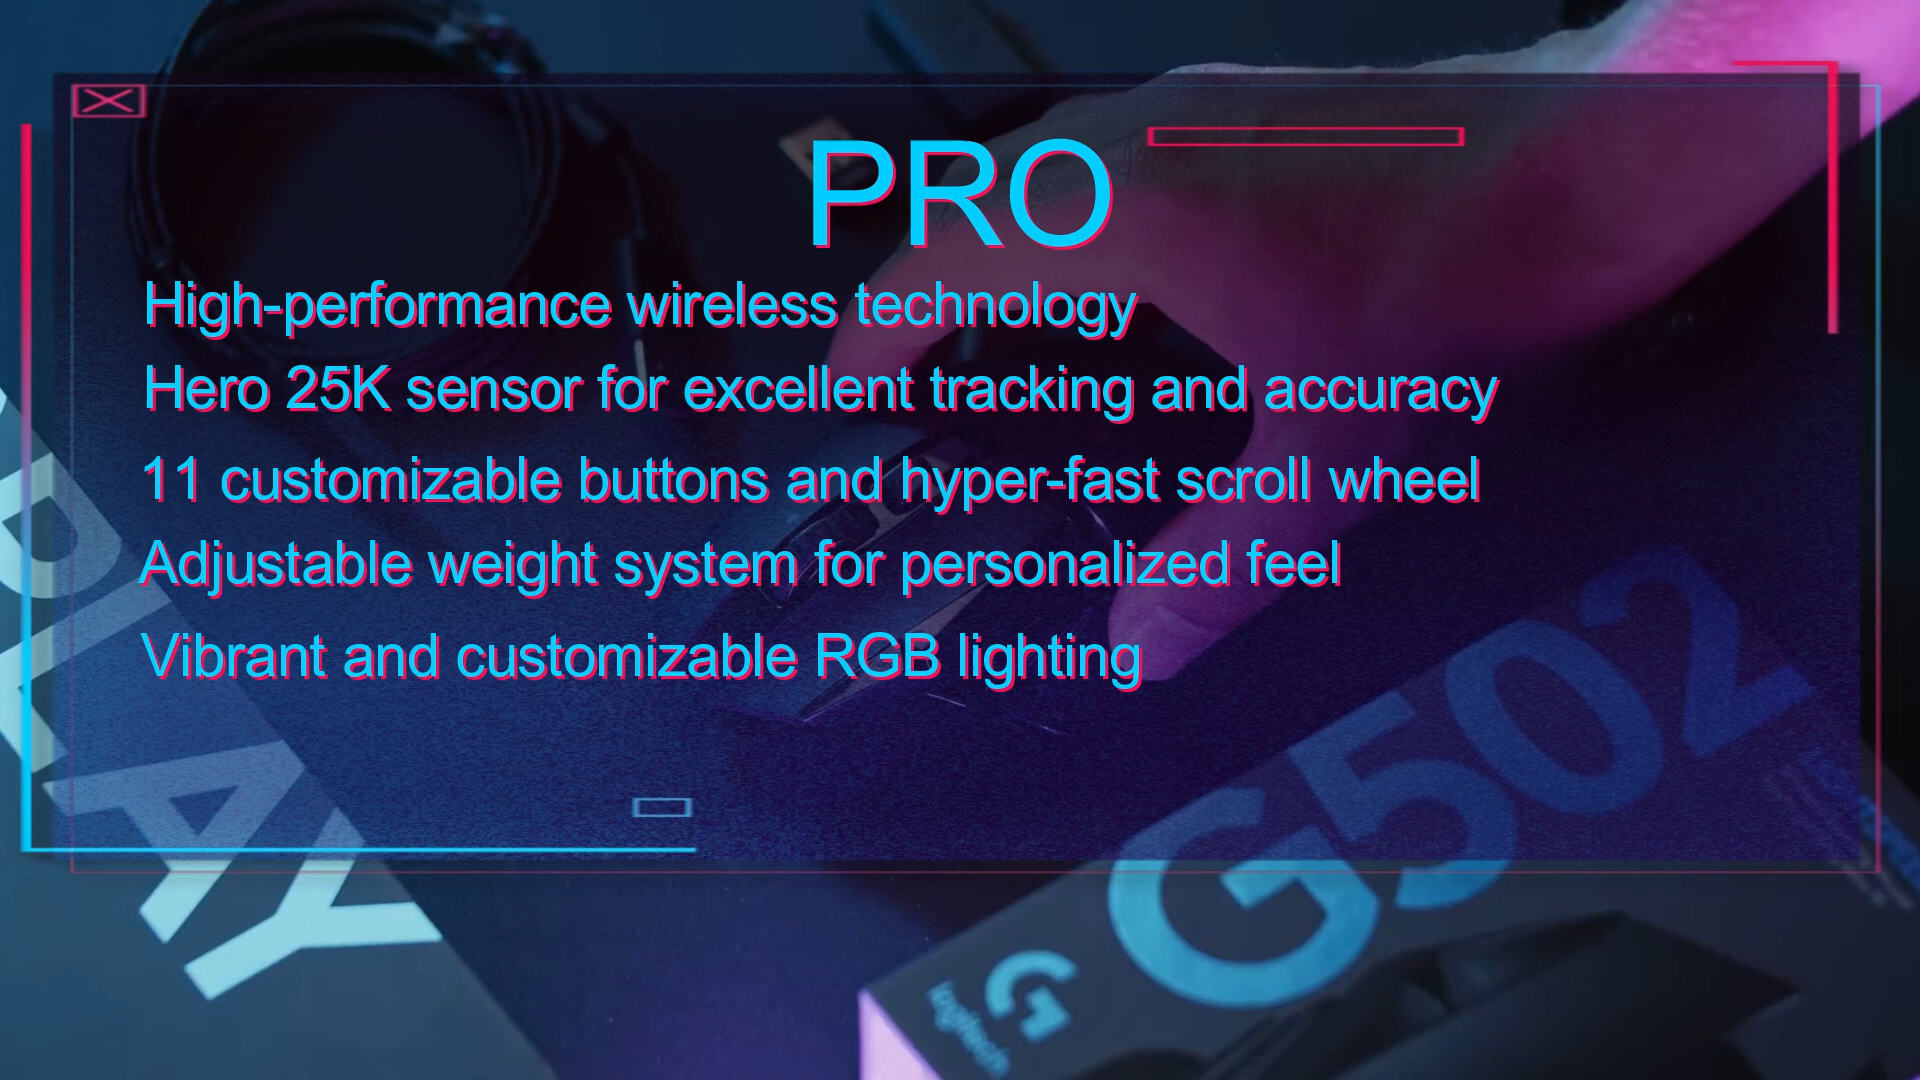 PRO
High-performance wireless technology
Hero 25K sensor for excellent tracking and accuracy
11 customizable buttons and hyper-fast scroll wheel
Adjustable weight system for personalized feel
Vibrant and customizable RGB lighting
PLAY
G502
logitech